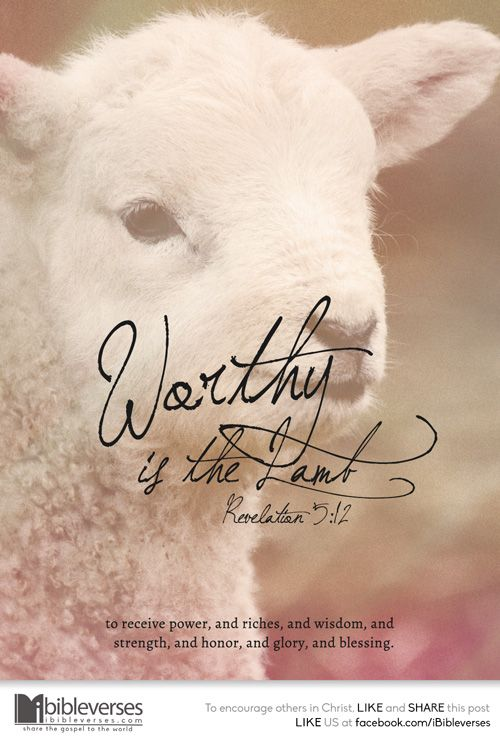 Worthy
is the Lamb
Revelation 5:12
to receive power, and riches, and wisdom, and
strength, and honor, and glory, and blessing.
ibibleverses
ibibleverses.com
share the gospel to the world
To encourage others in Christ, LIKE and SHARE this post
LIKE US at facebook.com/iBibleverses